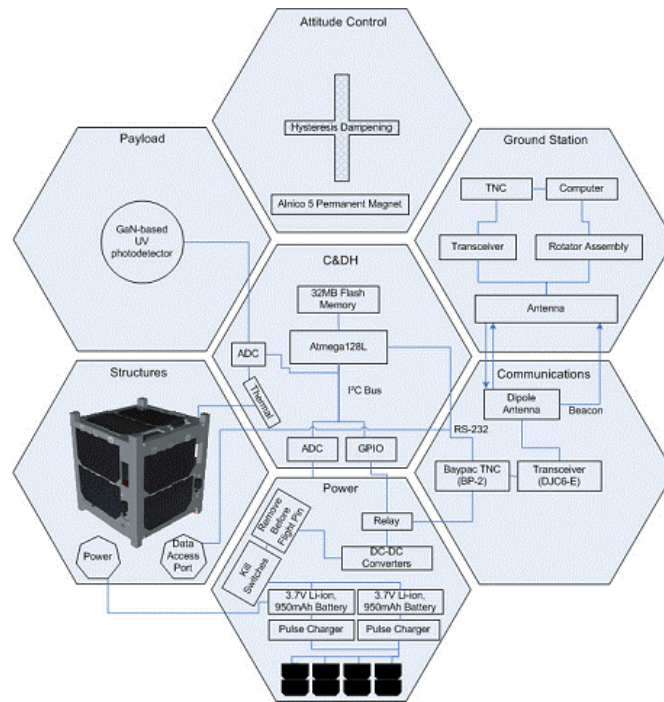 Attitude Control
Hysteresis Dampening
Alnico 5 Permanent Magnet
Payload
GaN-based
UV
photodetector
Ground Station
TNC
Computer
Transceiver
Rotator Assembly
Antenna
C&DH
32MB Flash
Memory
Atmega128L
ADC
Thermal
I²C Bus
ADC
GPIO
Structures
Power
Data
Access
Port
Communications
Dipole
Antenna
Beacon
RS-232
Baypac TNC
(BP-2)
Transceiver
(DJC6-E)
Power
Remove
Before
Flight Pin
Relay
DC-DC
Converters
Kill
Switches
3.7V Li-ion,
950mAh Battery
3.7V Li-ion,
950mAh Battery
Pulse Charger
Pulse Charger